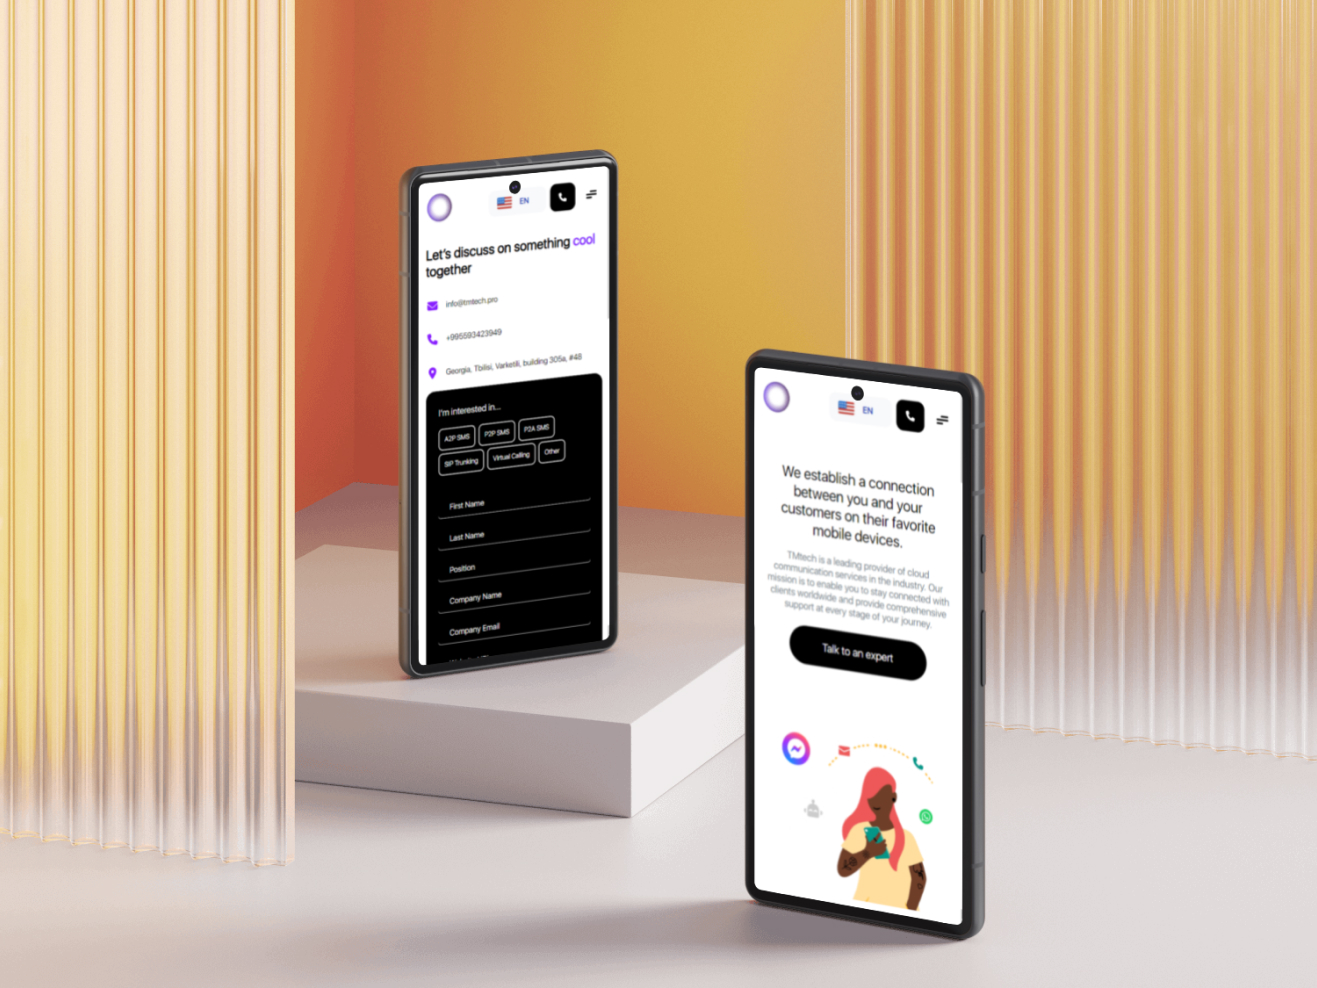 EN
Let's discuss on something cool
together
info@tmtech.pro
+995593423949
Georgia, Tbilisi, Varketili, building 305a, #48
I'm interested in...
A2P SMS
P2P SMS
P2A SMS
SIP Trunking
Virtual Calling
Other
First Name
Last Name
Position
Company Name
Company Email
EN
We establish a connection
between you and your
customers on their favorite
mobile devices.
TMtech is a leading provider of cloud
communication services in the industry. Our
mission is to enable you to stay connected with
clients worldwide and provide comprehensive
support at every stage of your journey.
Talk to an expert